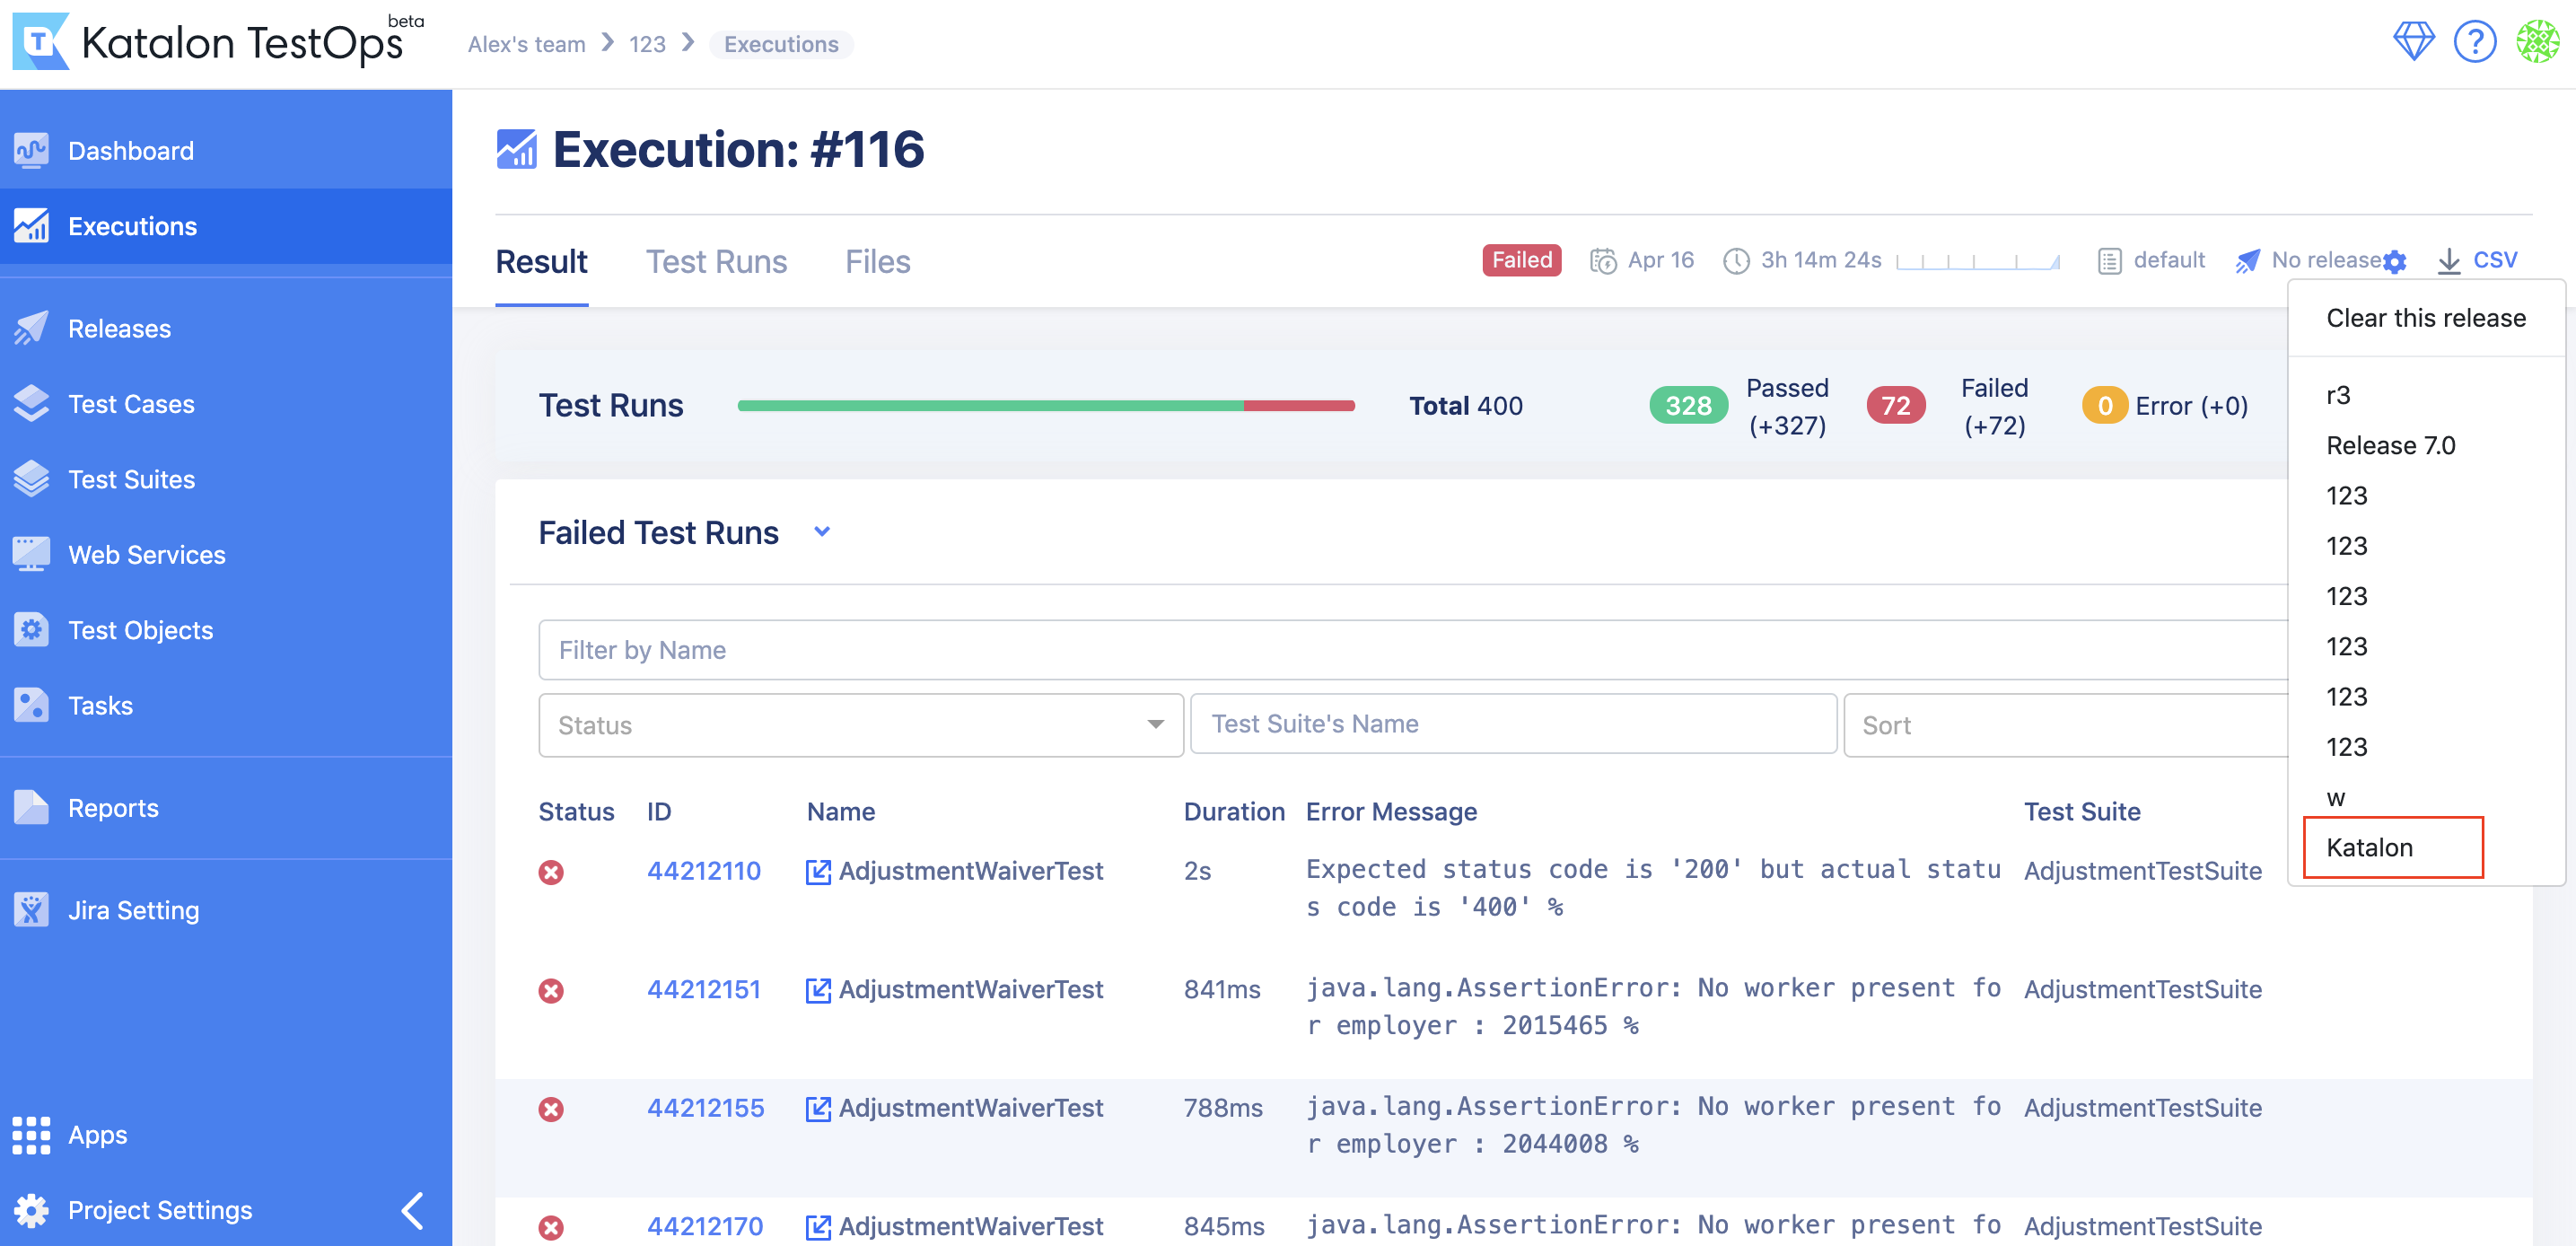 Katalon TestOps beta
Alex's team > 123 > Executions
?
Dashboard
Executions
Releases
Test Cases
Test Suites
Web Services
Test Objects
Tasks
Reports
Jira Setting
Apps
Project Settings
Execution: #116
Result Test Runs Files
Failed Apr 16 3h 14m 24s default No release CSV
Clear this release
r3
Release 7.0
123
123
123
123
123
123
w
Katalon
Test Runs Total 400 328 Passed (+327) 72 Failed (+72) 0 Error (+0)
Failed Test Runs
Filter by Name
Status Test Suite's Name Sort
Status ID Name Duration Error Message Test Suite
44212110 AdjustmentWaiverTest 2s Expected status code is '200' but actual statu AdjustmentTestSuite
s code is '400' %
44212151 AdjustmentWaiverTest 841ms java.lang.AssertionError: No worker present fo AdjustmentTestSuite
r employer : 2015465 %
44212155 AdjustmentWaiverTest 788ms java.lang.AssertionError: No worker present fo AdjustmentTestSuite
r employer : 2044008 %
44212170 AdjustmentWaiverTest 845ms java.lang.AssertionError: No worker present fo AdjustmentTestSuite